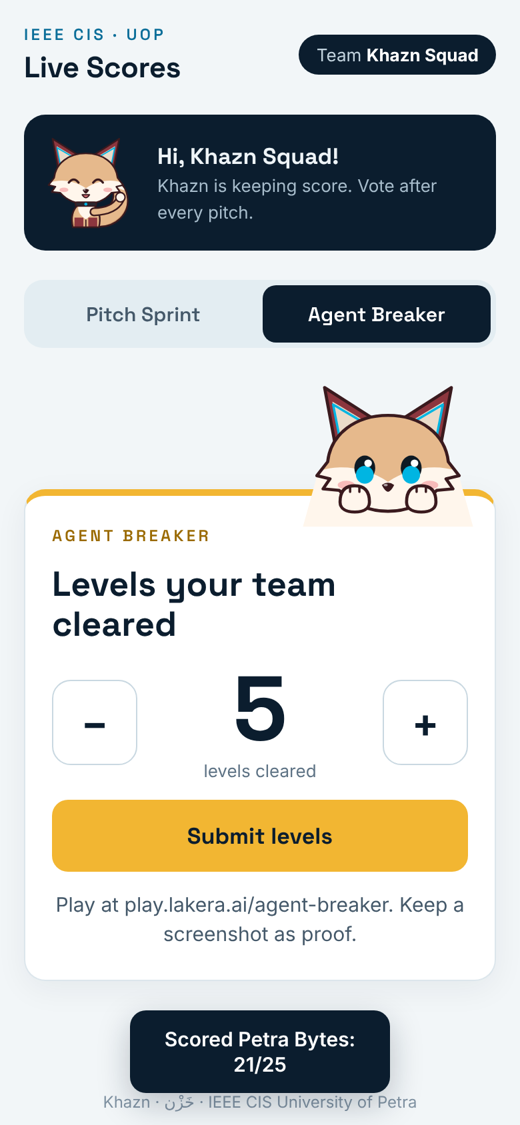 IEEE CIS · UOP
Live Scores
Team Khazn Squad
Hi, Khazn Squad!
Khazn is keeping score. Vote after
every pitch.
Pitch Sprint
Agent Breaker
AGENT BREAKER
Levels your team
cleared
−
5
+
levels cleared
Submit levels
Play at play.lakera.ai/agent-breaker. Keep a
screenshot as proof.
Scored Petra Bytes:
21/25
Khazn · خَزْن · IEEE CIS University of Petra